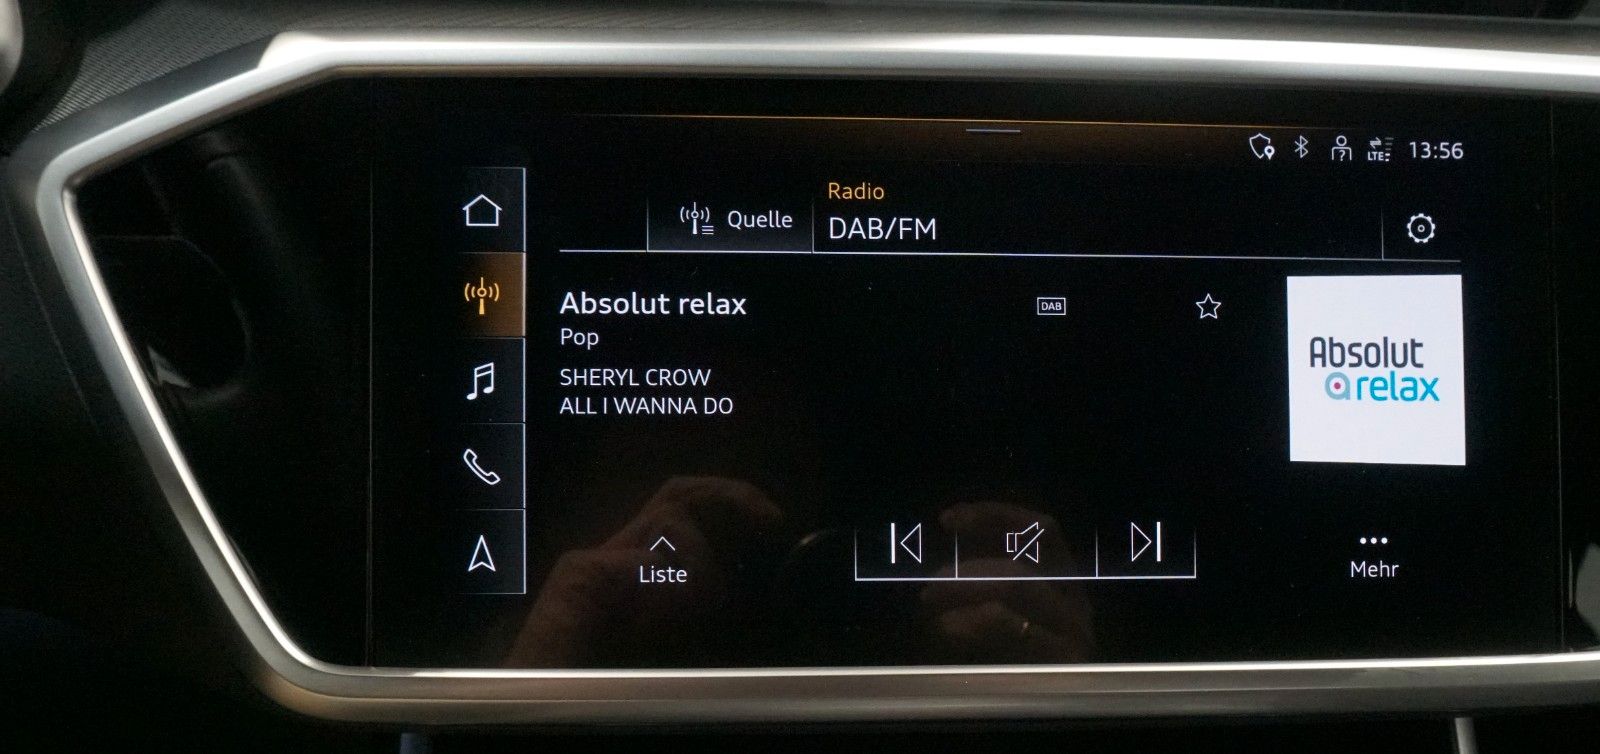 LTE 13:56
Radio
Quelle DAB/FM
Absolut relax DAB
Pop
SHERYL CROW
ALL I WANNA DO
Absolut
relax
Liste Mehr